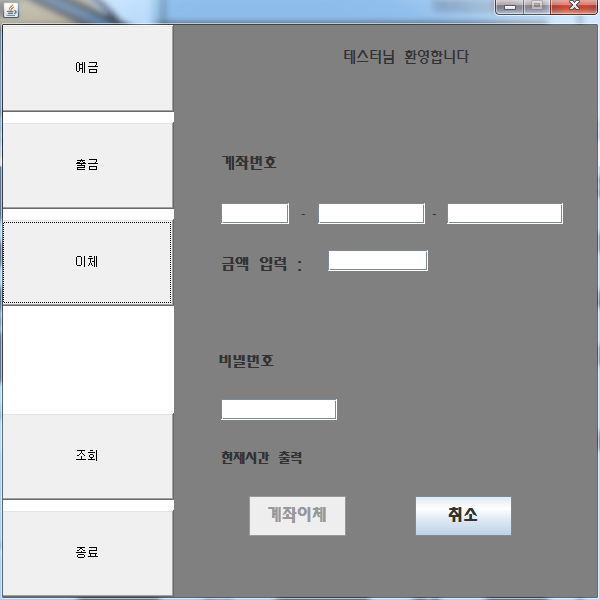 테스터님 환영합니다
예금
출금
이체
조회
종료
계좌번호
- -
금액 입력 :
비밀번호
현재시간 출력
계좌이체 취소